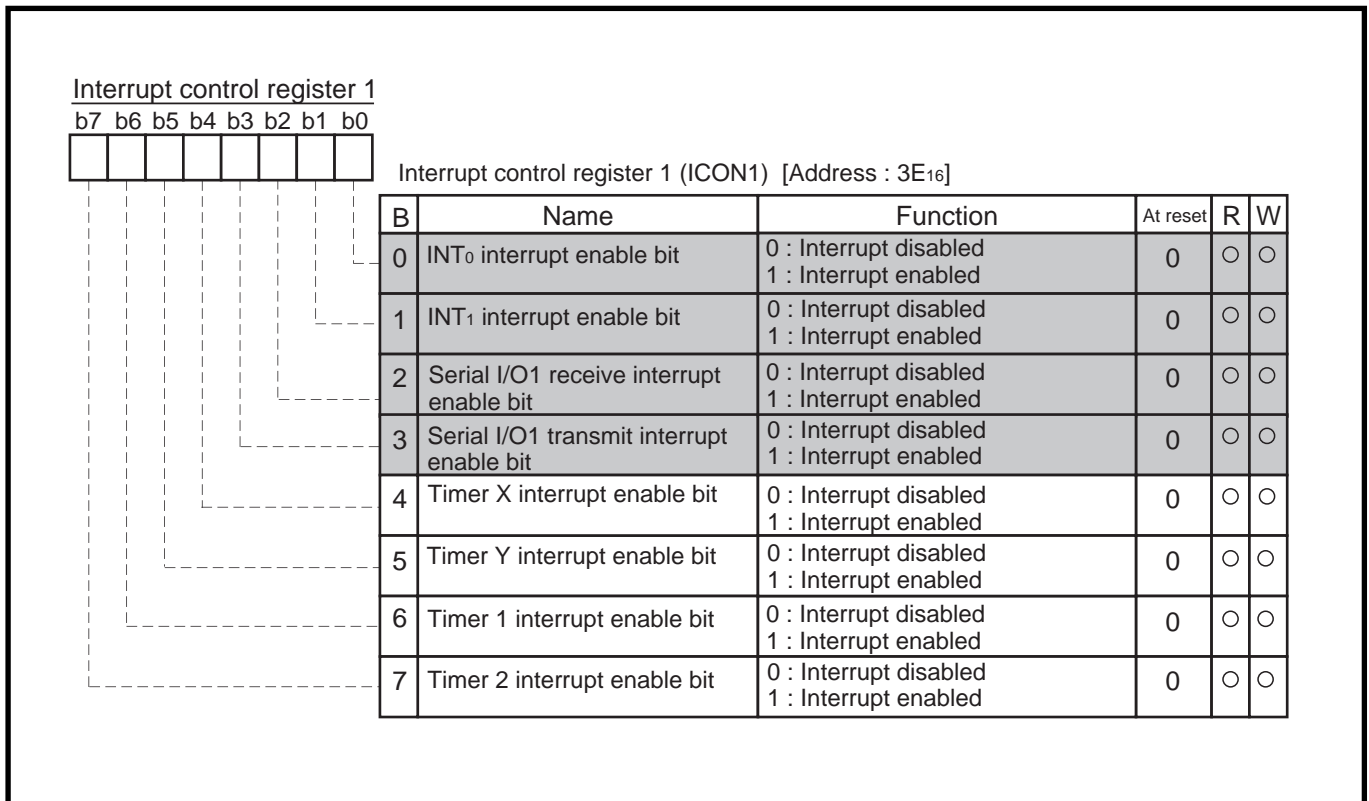 Interrupt control register 1
b7 b6 b5 b4 b3 b2 b1 b0
Interrupt control register 1 (ICON1) [Address : 3E16]
B Name Function At reset R W
0 INT0 interrupt enable bit 0 : Interrupt disabled 0 ○ ○
1 : Interrupt enabled
1 INT1 interrupt enable bit 0 : Interrupt disabled 0 ○ ○
1 : Interrupt enabled
2 Serial I/O1 receive interrupt 0 : Interrupt disabled 0 ○ ○
enable bit 1 : Interrupt enabled
3 Serial I/O1 transmit interrupt 0 : Interrupt disabled 0 ○ ○
enable bit 1 : Interrupt enabled
4 Timer X interrupt enable bit 0 : Interrupt disabled 0 ○ ○
1 : Interrupt enabled
5 Timer Y interrupt enable bit 0 : Interrupt disabled 0 ○ ○
1 : Interrupt enabled
6 Timer 1 interrupt enable bit 0 : Interrupt disabled 0 ○ ○
1 : Interrupt enabled
7 Timer 2 interrupt enable bit 0 : Interrupt disabled 0 ○ ○
1 : Interrupt enabled